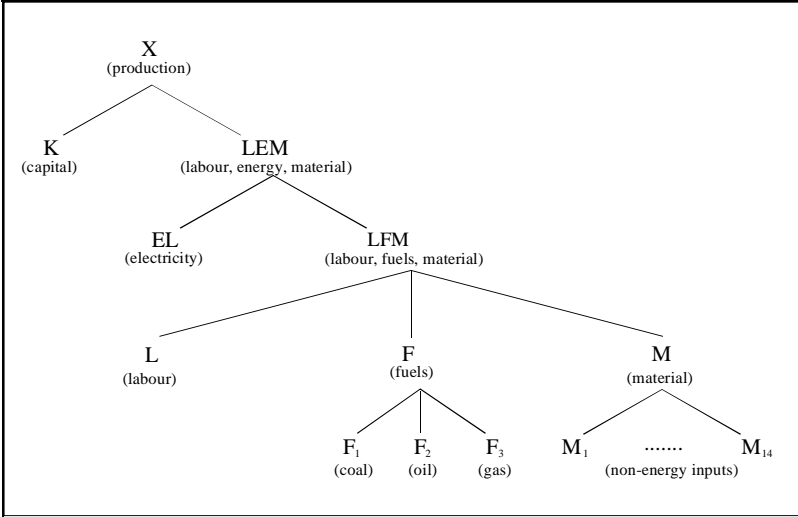 X
(production)
K
LEM
(capital)
(labour, energy, material)
EL
LFM
(electricity)
(labour, fuels, material)
L
F
M
(labour)
(fuels)
(material)
F1
F2
F3
M1
.......
M14
(coal)
(oil)
(gas)
(non-energy inputs)